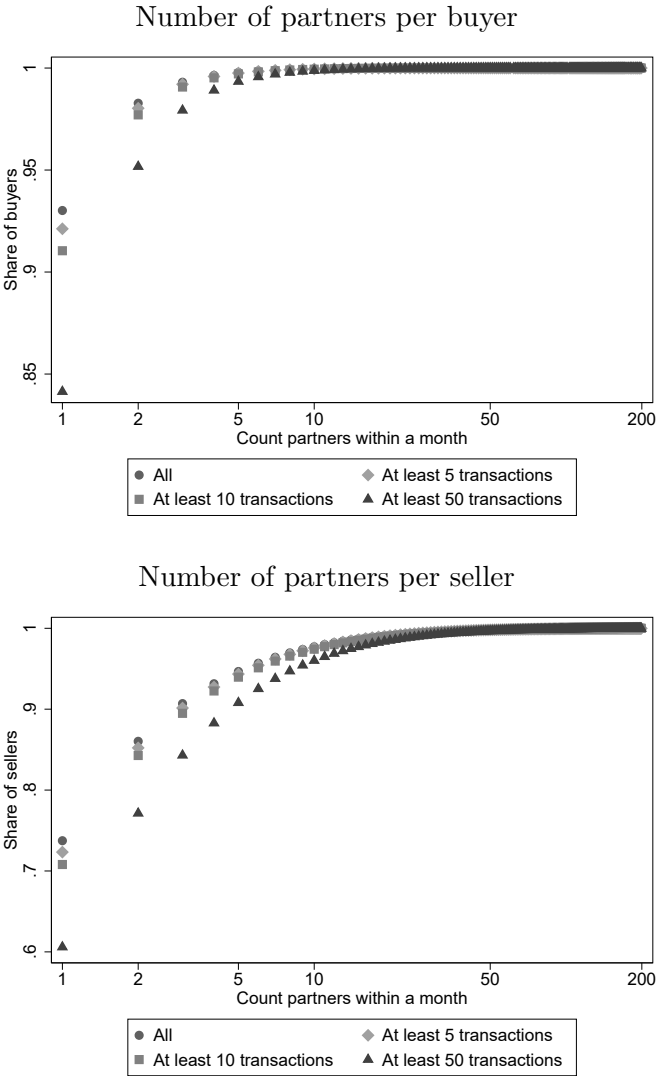 Number of partners per buyer
1
.95
.9
.85
Share of buyers
1 2 5 10 50 200
Count partners within a month
All At least 5 transactions
At least 10 transactions At least 50 transactions
Number of partners per seller
1
.9
.8
.7
.6
Share of sellers
1 2 5 10 50 200
Count partners within a month
All At least 5 transactions
At least 10 transactions At least 50 transactions